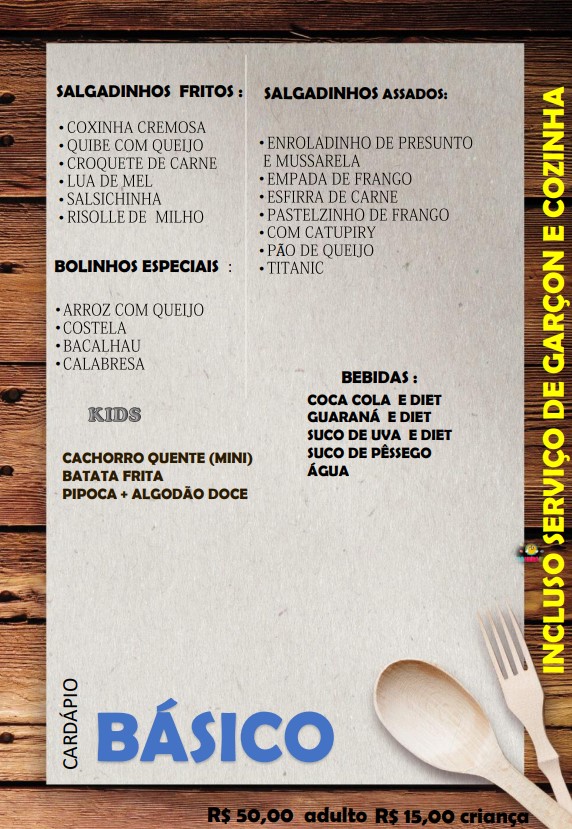 SALGADINHOS FRITOS :
• COXINHA CREMOSA
• QUIBE COM QUEIJO
• CROQUETE DE CARNE
• LUA DE MEL
• SALSICHINHA
• RISOLLE DE MILHO
BOLINHOS ESPECIAIS :
• ARROZ COM QUEIJO
• COSTELA
• BACALHAU
• CALABRESA
KIDS
CACHORRO QUENTE (MINI)
BATATA FRITA
PIPOCA + ALGODÃO DOCE
SALGADINHOS ASSADOS:
• ENROLADINHO DE PRESUNTO
E MUSSARELA
• EMPADA DE FRANGO
• ESFIRRA DE CARNE
• PASTELZINHO DE FRANGO
• COM CATUPIRY
• PÃO DE QUEIJO
• TITANIC
BEBIDAS :
COCA COLA E DIET
GUARANÁ E DIET
SUCO DE UVA E DIET
SUCO DE PÊSSEGO
ÁGUA
INCLUSO SERVIÇO DE GARÇON E COZINHA
CARDÁPIO
BÁSICO
R$ 50,00 adulto R$ 15,00 criança